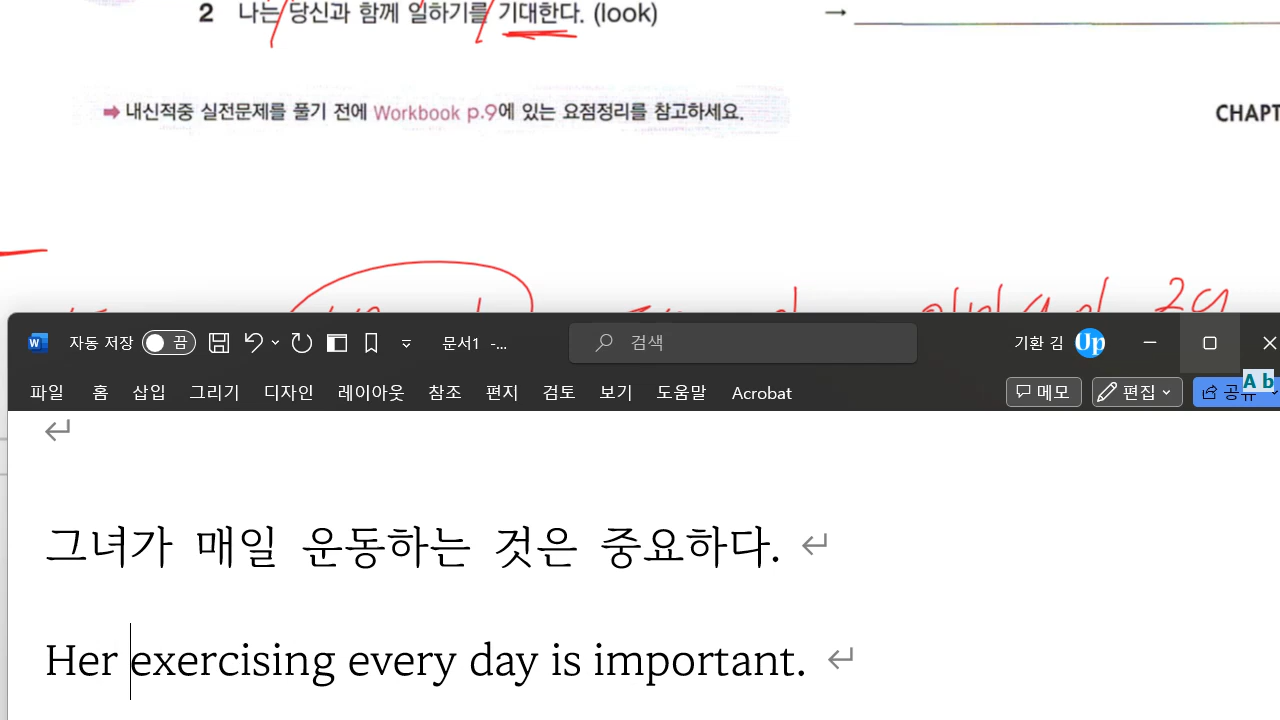 2 나는 당신과 함께 일하기를 기대한다. (look) →
➡ 내신적중 실전문제를 풀기 전에 Workbook p.9에 있는 요점정리를 참고하세요.
CHAPT
자동 저장 끔 문서1 -... 검색 기환 김 Up
파일 홈 삽입 그리기 디자인 레이아웃 참조 편지 검토 보기 도움말 Acrobat 메모 편집 공유
A b
그녀가 매일 운동하는 것은 중요하다.
Her exercising every day is important.